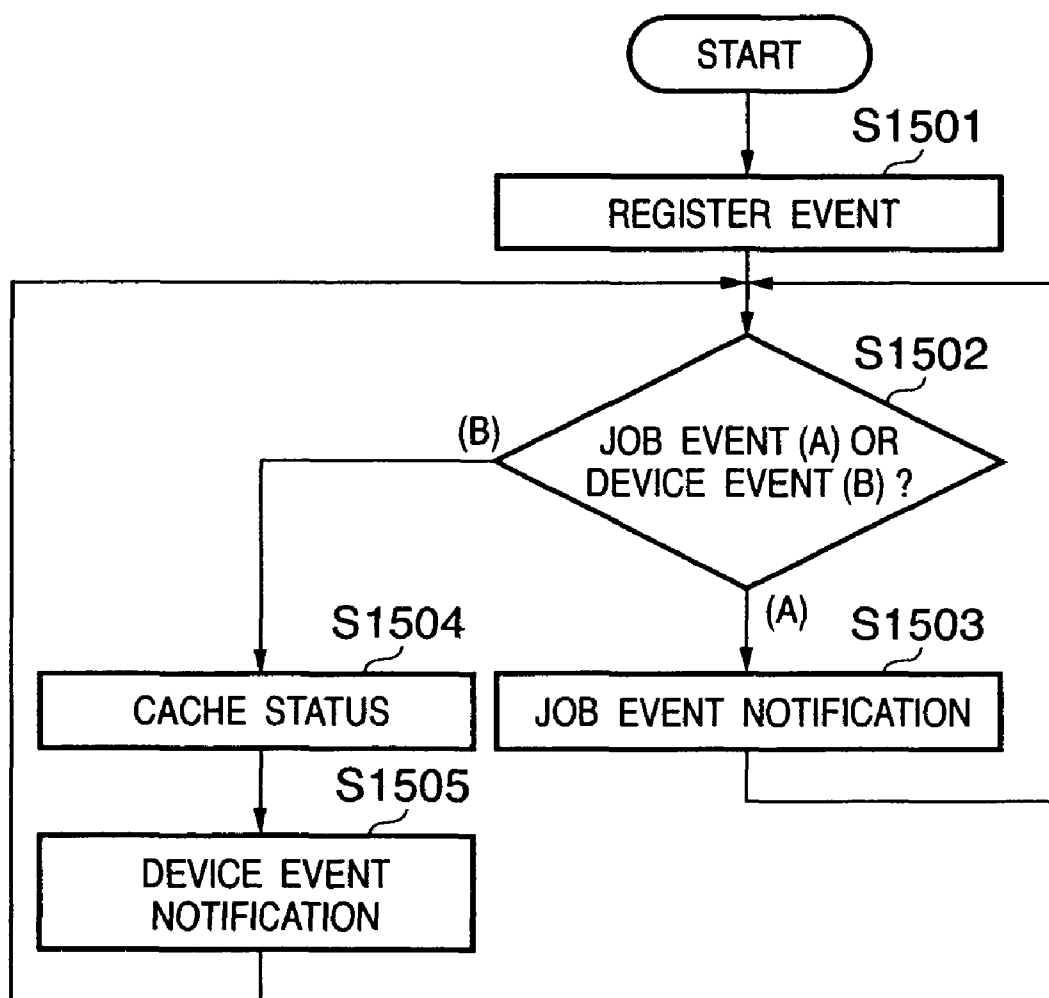 START
S1501
REGISTER EVENT
S1502
(B)
JOB EVENT (A) OR
DEVICE EVENT (B) ?
(A)
S1504
S1503
CACHE STATUS
JOB EVENT NOTIFICATION
S1505
DEVICE EVENT
NOTIFICATION